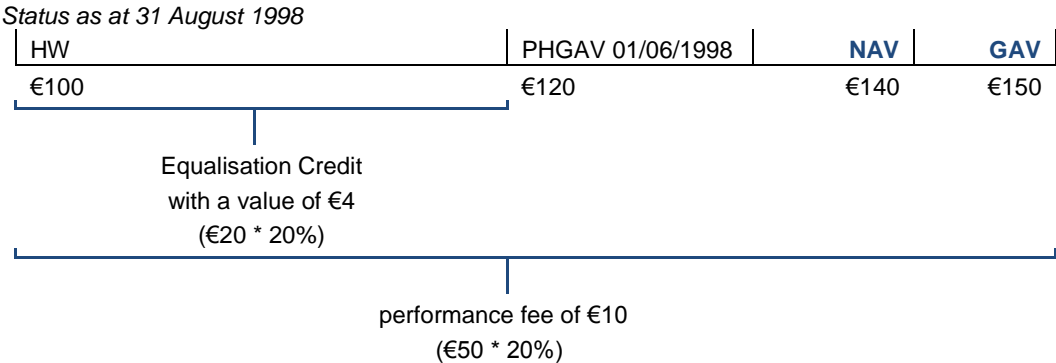 Status as at 31 August 1998
HW PHGAV 01/06/1998 NAV GAV
€100 €120 €140 €150
Equalisation Credit
with a value of €4
(€20 * 20%)
performance fee of €10
(€50 * 20%)